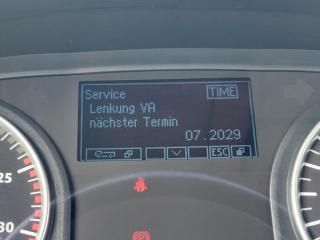 Service TIME
Lenkung VA
nächster Termin
07.2029
ESC
25
30